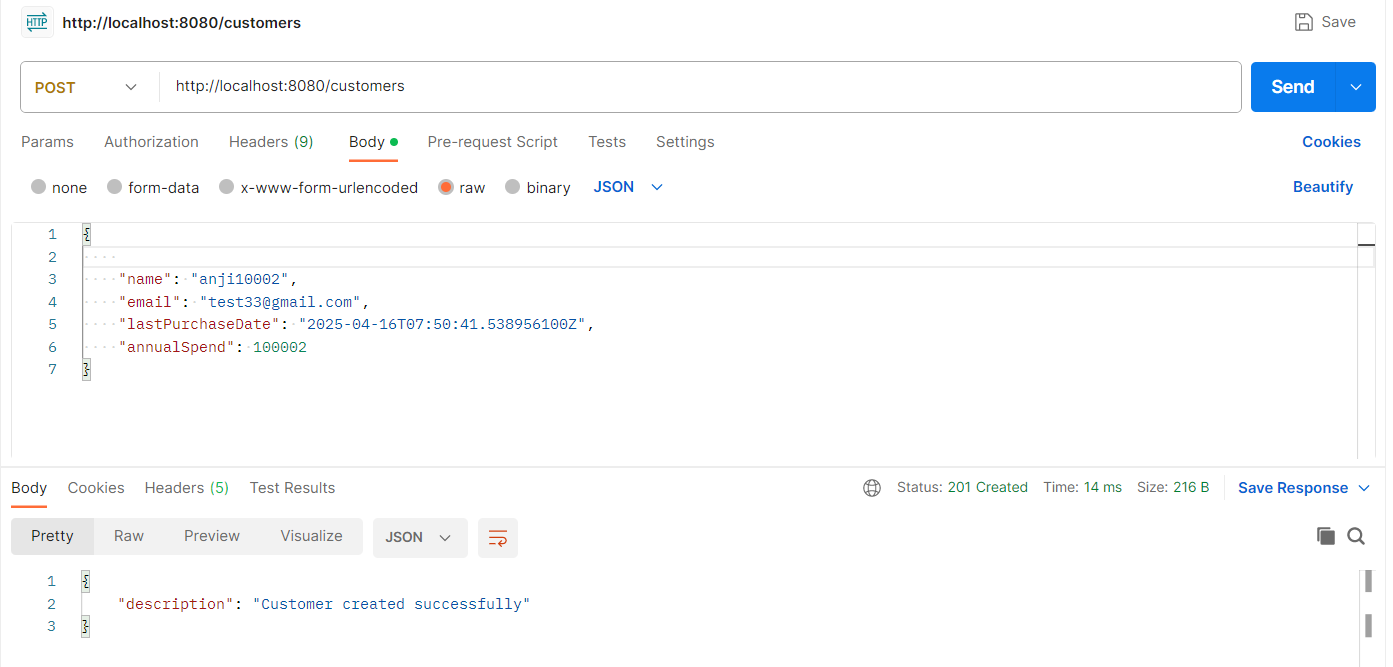 HTTP http://localhost:8080/customers Save
POST http://localhost:8080/customers Send
Params Authorization Headers (9) Body Pre-request Script Tests Settings Cookies
none form-data x-www-form-urlencoded raw binary JSON Beautify
1 {
2
3 "name": "anji10002",
4 "email": "test33@gmail.com",
5 "lastPurchaseDate": "2025-04-16T07:50:41.538956100Z",
6 "annualSpend": 100002
7 }
Body Cookies Headers (5) Test Results Status: 201 Created Time: 14 ms Size: 216 B Save Response
Pretty Raw Preview Visualize JSON
1 {
2 "description": "Customer created successfully"
3 }